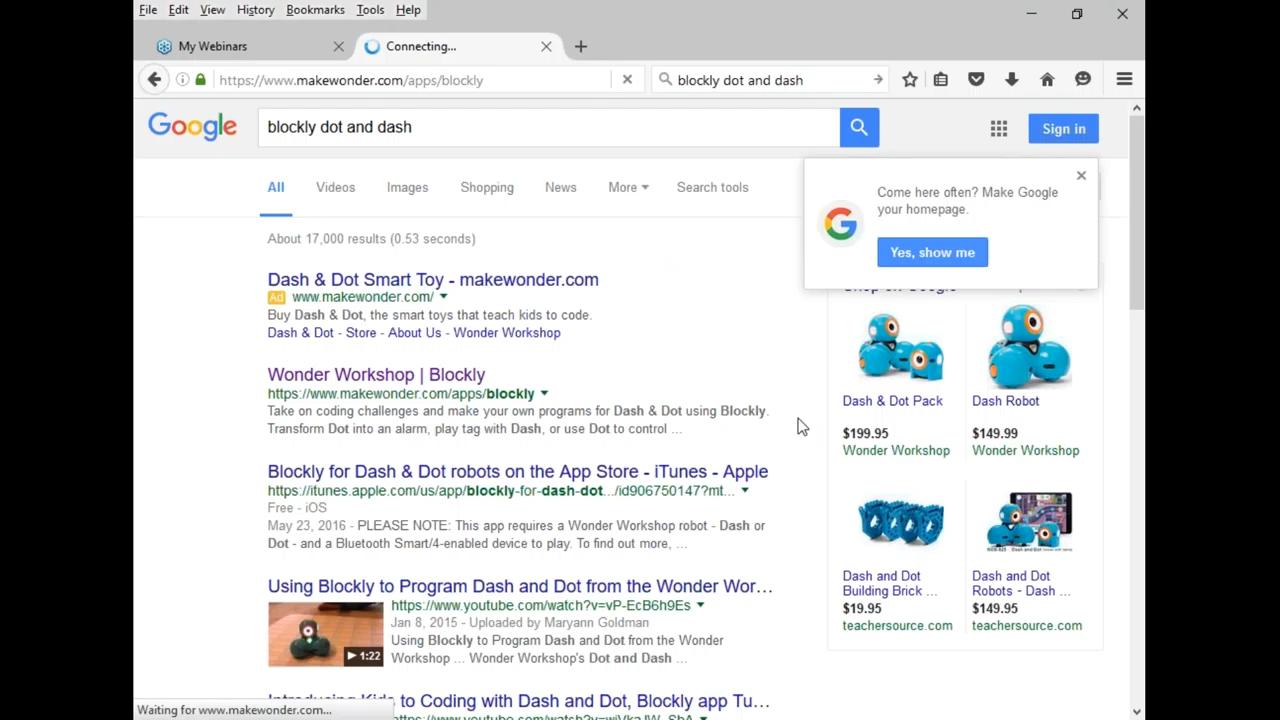 File Edit View History Bookmarks Tools Help
My Webinars
Connecting...
https://www.makewonder.com/apps/blockly
blockly dot and dash
Google
blockly dot and dash
Sign in
All Videos Images Shopping News More Search tools
Come here often? Make Google
your homepage.
Yes, show me
About 17,000 results (0.53 seconds)
Dash & Dot Smart Toy - makewonder.com
Ad www.makewonder.com/
Buy Dash & Dot, the smart toys that teach kids to code.
Dash & Dot - Store - About Us - Wonder Workshop
Wonder Workshop | Blockly
https://www.makewonder.com/apps/blockly
Take on coding challenges and make your own programs for Dash & Dot using Blockly.
Transform Dot into an alarm, play tag with Dash, or use Dot to control ...
Blockly for Dash & Dot robots on the App Store - iTunes - Apple
https://itunes.apple.com/us/app/blockly-for-dash-dot.../id906750147?mt...
Free - iOS
May 23, 2016 - PLEASE NOTE: This app requires a Wonder Workshop robot - Dash or
Dot - and a Bluetooth Smart/4-enabled device to play. To find out more, ...
Using Blockly to Program Dash and Dot from the Wonder Wor...
https://www.youtube.com/watch?v=vP-EcB6h9Es
Jan 8, 2015 - Uploaded by Maryann Goldman
Using Blockly to Program Dash and Dot from the Wonder
Workshop ... Wonder Workshop's Dot and Dash ...
1:22
Introducing Kids to Coding with Dash and Dot, Blockly app Tu...
Shop on Google
Dash & Dot Pack
$199.95
Wonder Workshop
Dash Robot
$149.99
Wonder Workshop
Dash and Dot
Building Brick ...
$19.95
teachersource.com
Dash and Dot
Robots - Dash ...
$149.95
teachersource.com
Waiting for www.makewonder.com...